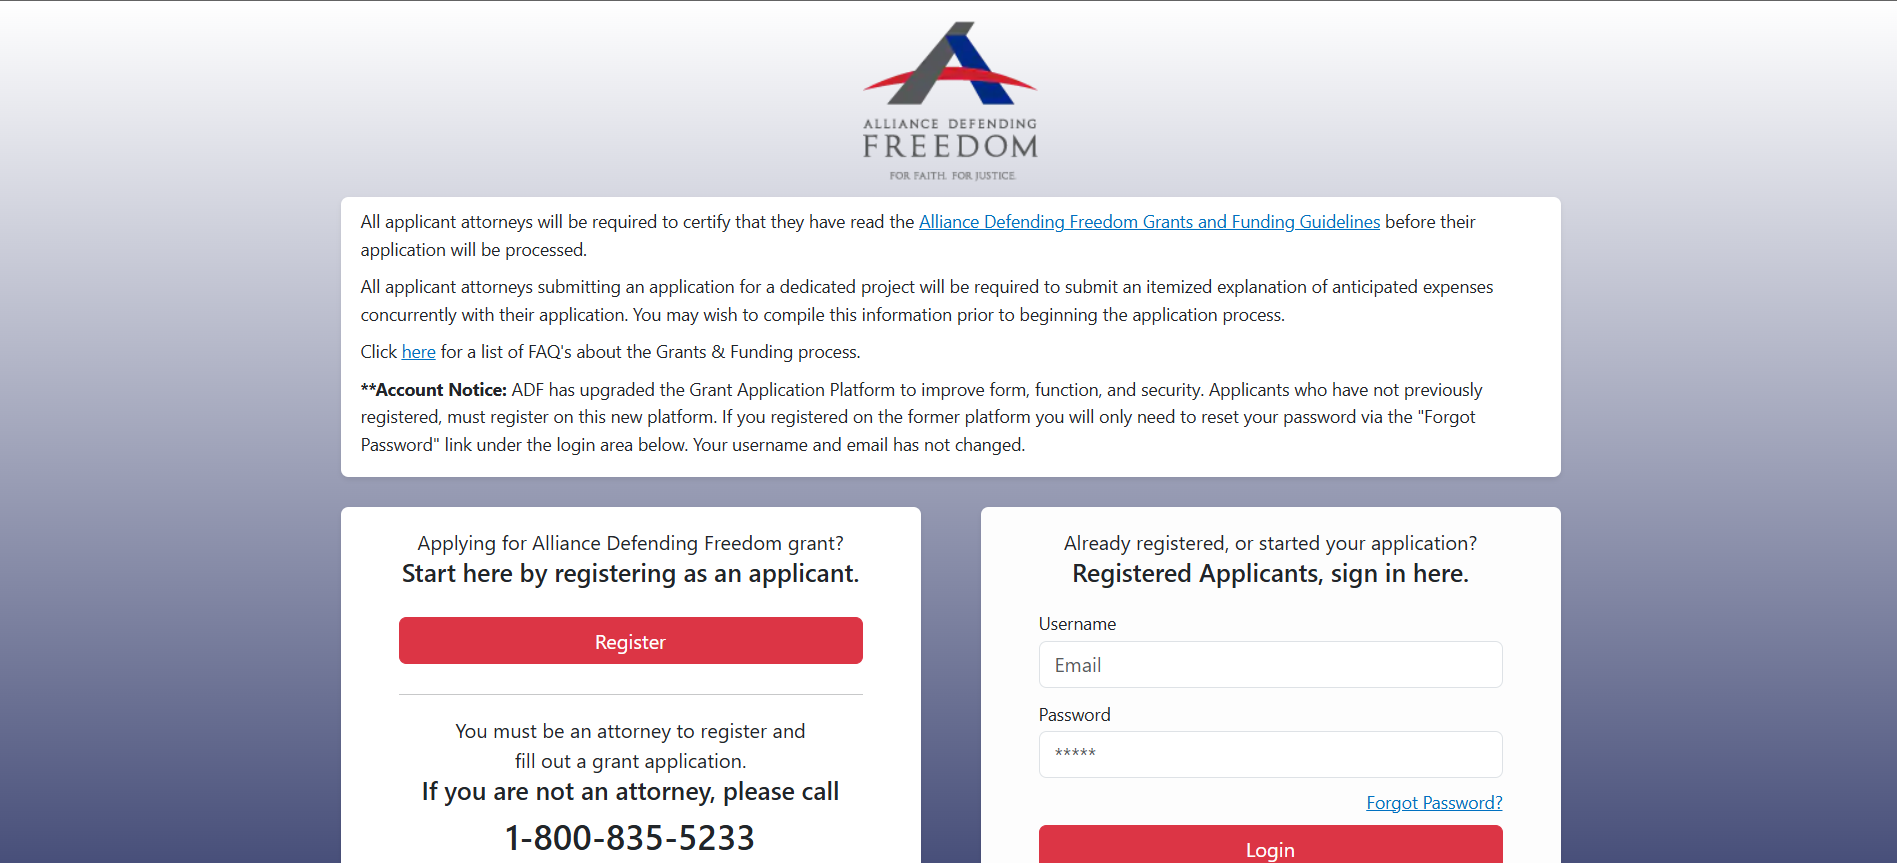 ALLIANCE DEFENDING
FREEDOM
FOR FAITH. FOR JUSTICE.
All applicant attorneys will be required to certify that they have read the Alliance Defending Freedom Grants and Funding Guidelines before their
application will be processed.
All applicant attorneys submitting an application for a dedicated project will be required to submit an itemized explanation of anticipated expenses
concurrently with their application. You may wish to compile this information prior to beginning the application process.
Click here for a list of FAQ's about the Grants & Funding process.
**Account Notice: ADF has upgraded the Grant Application Platform to improve form, function, and security. Applicants who have not previously
registered, must register on this new platform. If you registered on the former platform you will only need to reset your password via the "Forgot
Password" link under the login area below. Your username and email has not changed.
Applying for Alliance Defending Freedom grant?
Start here by registering as an applicant.
Register
You must be an attorney to register and
fill out a grant application.
If you are not an attorney, please call
1-800-835-5233
Already registered, or started your application?
Registered Applicants, sign in here.
Username
Email
Password
*****
Forgot Password?
Login